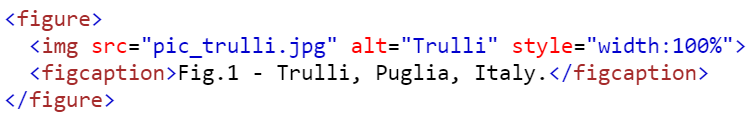 <figure>
<img src="pic_trulli.jpg" alt="Trulli" style="width:100%">
<figcaption>Fig.1 - Trulli, Puglia, Italy.</figcaption>
</figure>